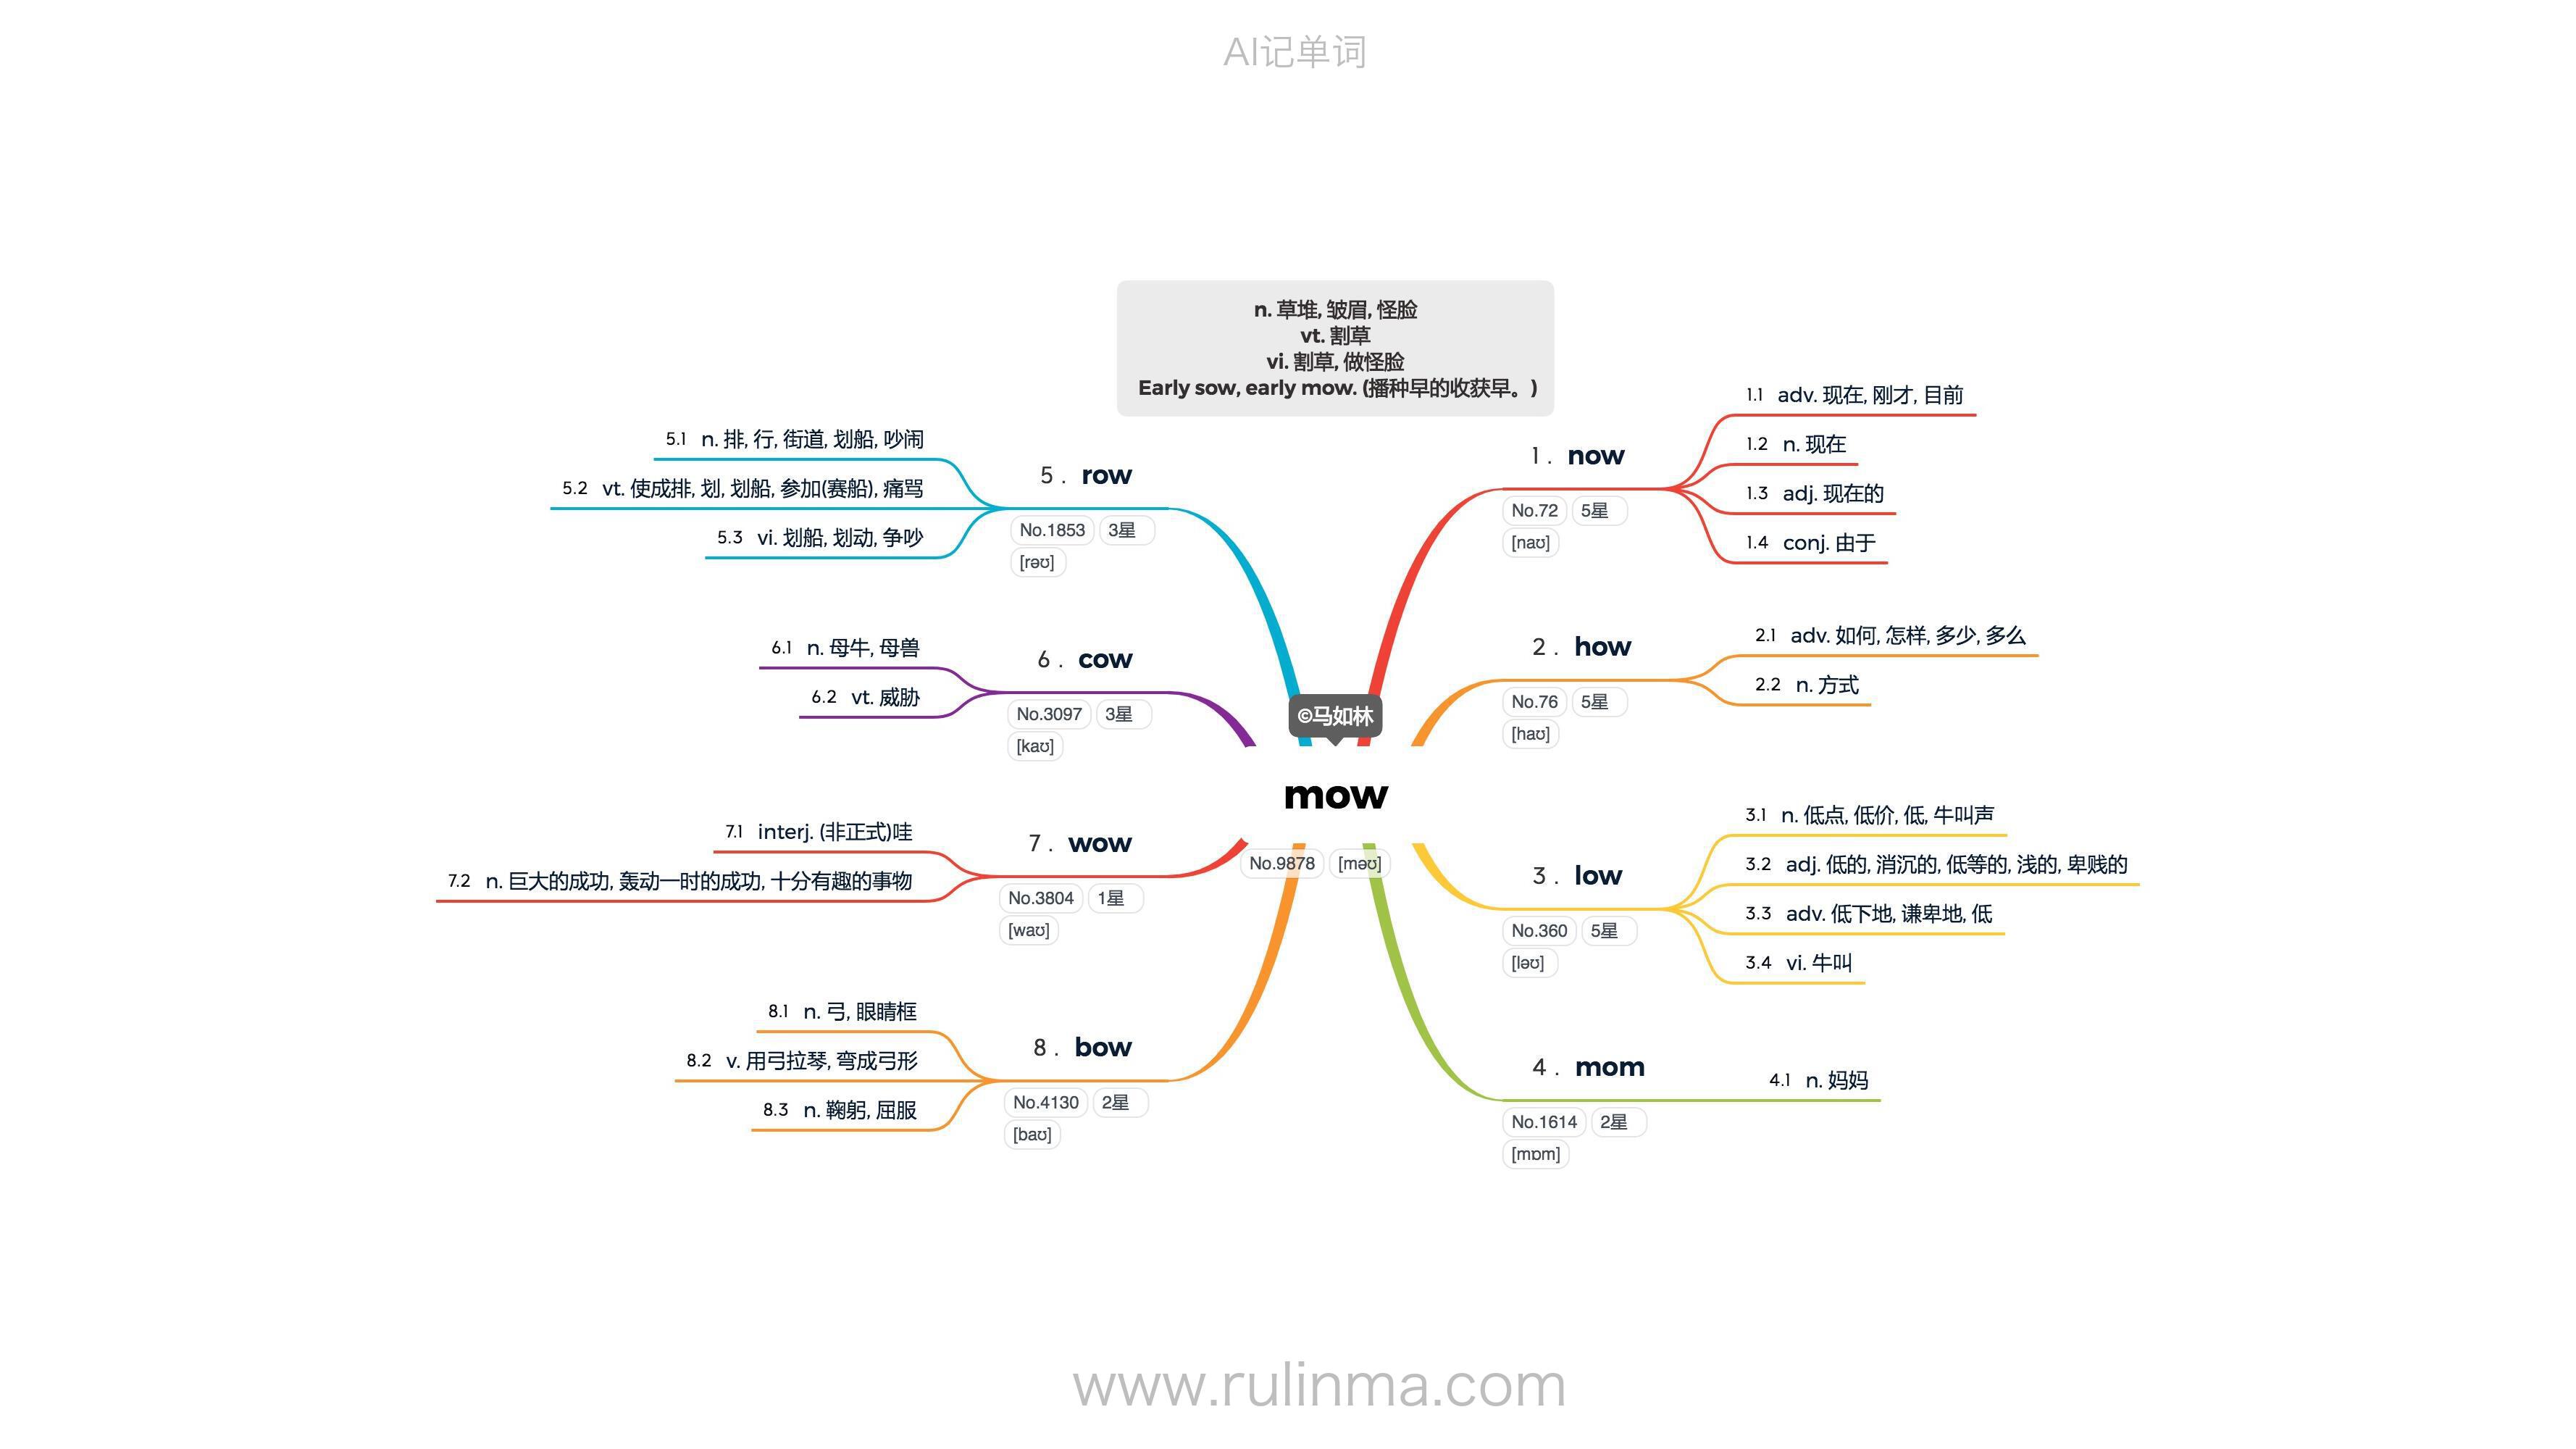 AI记单词
n. 草堆, 皱眉, 怪脸
vt. 割草
vi. 割草, 做怪脸
Early sow, early mow. (播种早的收获早。)
©马如林
mow
No.9878 [məʊ]
1 . now
No.72 5星
[naʊ]
1.1 adv. 现在, 刚才, 目前
1.2 n. 现在
1.3 adj. 现在的
1.4 conj. 由于
2 . how
No.76 5星
[haʊ]
2.1 adv. 如何, 怎样, 多少, 多么
2.2 n. 方式
3 . low
No.360 5星
[ləʊ]
3.1 n. 低点, 低价, 低, 牛叫声
3.2 adj. 低的, 消沉的, 低等的, 浅的, 卑贱的
3.3 adv. 低下地, 谦卑地, 低
3.4 vi. 牛叫
4 . mom
No.1614 2星
[mɒm]
4.1 n. 妈妈
5 . row
No.1853 3星
[rəʊ]
5.1 n. 排, 行, 街道, 划船, 吵闹
5.2 vt. 使成排, 划, 划船, 参加(赛船), 痛骂
5.3 vi. 划船, 划动, 争吵
6 . cow
No.3097 3星
[kaʊ]
6.1 n. 母牛, 母兽
6.2 vt. 威胁
7 . wow
No.3804 1星
[waʊ]
7.1 interj. (非正式)哇
7.2 n. 巨大的成功, 轰动一时的成功, 十分有趣的事物
8 . bow
No.4130 2星
[baʊ]
8.1 n. 弓, 眼睛框
8.2 v. 用弓拉琴, 弯成弓形
8.3 n. 鞠躬, 屈服
www.rulinma.com